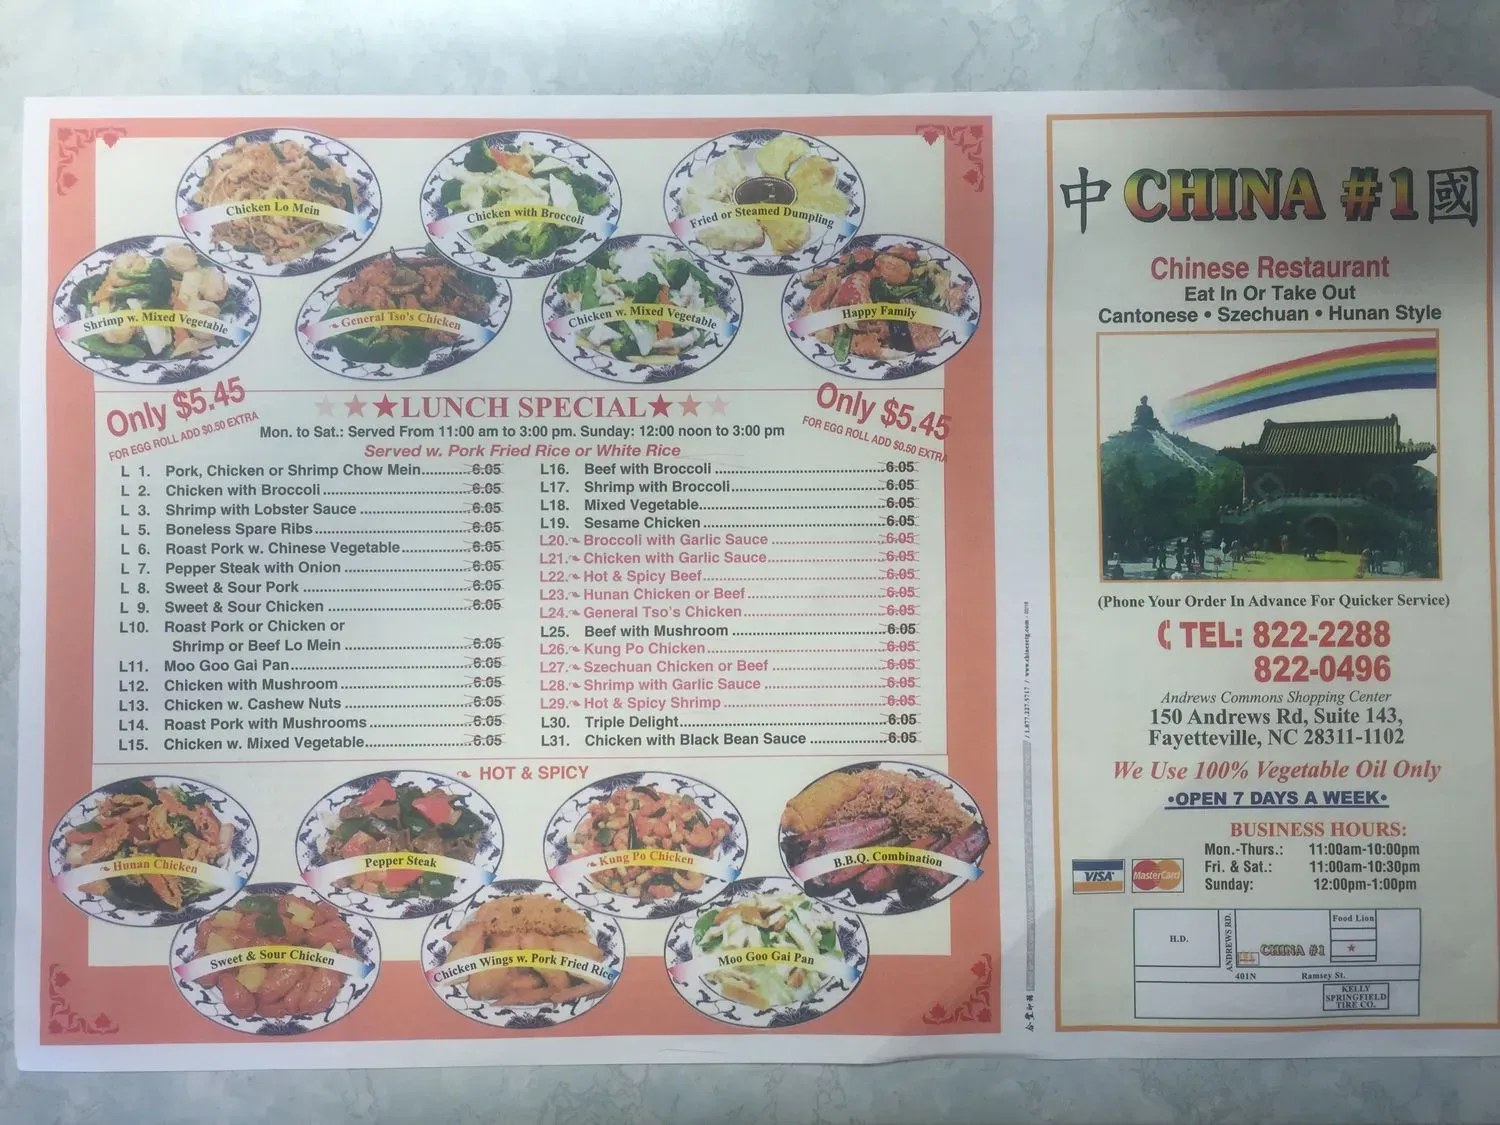 Chicken Lo Mein
Chicken with Broccoli
Fried or Steamed Dumpling
Shrimp w. Mixed Vegetable
General Tso's Chicken
Chicken w. Mixed Vegetable
Happy Family
Only $5.45
FOR EGG ROLL ADD $0.50 EXTRA
★★★LUNCH SPECIAL★★★
Only $5.45
FOR EGG ROLL ADD $0.50 EXTRA
Mon. to Sat.: Served From 11:00 am to 3:00 pm. Sunday: 12:00 noon to 3:00 pm
Served w. Pork Fried Rice or White Rice
L 1. Pork, Chicken or Shrimp Chow Mein........6.05
L 2. Chicken with Broccoli........6.05
L 3. Shrimp with Lobster Sauce........6.05
L 5. Boneless Spare Ribs........6.05
L 6. Roast Pork w. Chinese Vegetable........6.05
L 7. Pepper Steak with Onion........6.05
L 8. Sweet & Sour Pork........6.05
L 9. Sweet & Sour Chicken........6.05
L10. Roast Pork or Chicken or
Shrimp or Beef Lo Mein........6.05
L11. Moo Goo Gai Pan........6.05
L12. Chicken with Mushroom........6.05
L13. Chicken w. Cashew Nuts........6.05
L14. Roast Pork with Mushrooms........6.05
L15. Chicken w. Mixed Vegetable........6.05
L16. Beef with Broccoli........6.05
L17. Shrimp with Broccoli........6.05
L18. Mixed Vegetable........6.05
L19. Sesame Chicken........6.05
L20. Broccoli with Garlic Sauce........6.05
L21. Chicken with Garlic Sauce........6.05
L22. Hot & Spicy Beef........6.05
L23. Hunan Chicken or Beef........6.05
L24. General Tso's Chicken........6.05
L25. Beef with Mushroom........6.05
L26. Kung Po Chicken........6.05
L27. Szechuan Chicken or Beef........6.05
L28. Shrimp with Garlic Sauce........6.05
L29. Hot & Spicy Shrimp........6.05
L30. Triple Delight........6.05
L31. Chicken with Black Bean Sauce........6.05
HOT & SPICY
Hunan Chicken
Pepper Steak
Kung Po Chicken
B.B.Q. Combination
Sweet & Sour Chicken
Chicken Wings w. Pork Fried Rice
Moo Goo Gai Pan
中 CHINA #1 國
Chinese Restaurant
Eat In Or Take Out
Cantonese • Szechuan • Hunan Style
(Phone Your Order In Advance For Quicker Service)
TEL: 822-2288
822-0496
Andrews Commons Shopping Center
150 Andrews Rd, Suite 143,
Fayetteville, NC 28311-1102
We Use 100% Vegetable Oil Only
•OPEN 7 DAYS A WEEK•
BUSINESS HOURS:
Mon.-Thurs.: 11:00am-10:00pm
Fri. & Sat.: 11:00am-10:30pm
Sunday: 12:00pm-1:00pm
VISA
MasterCard
H.D.
ANDREWS RD.
Food Lion
★
CHINA #1
401N
Ramsey St.
KELLY
SPRINGFIELD
TIRE CO.